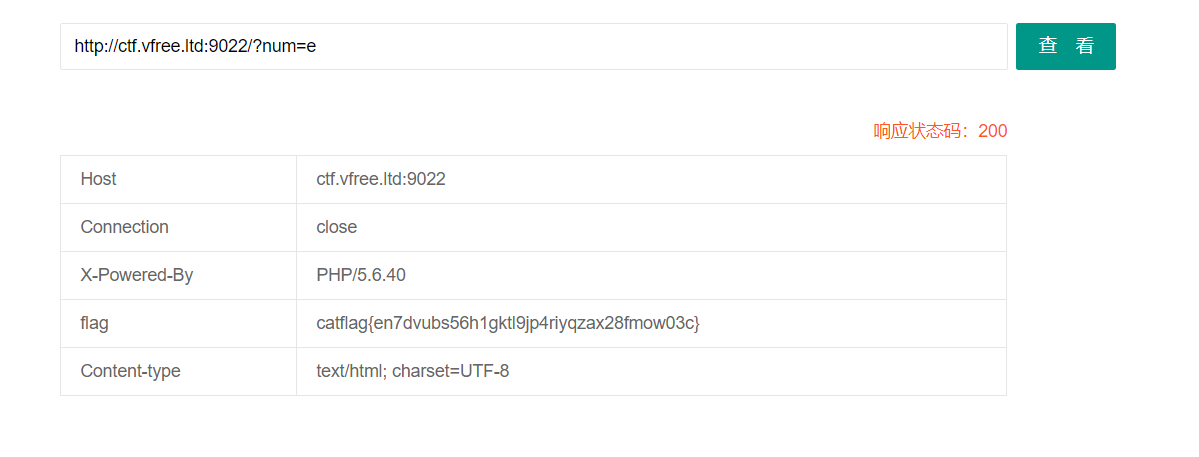 http://ctf.vfree.ltd:9022/?num=e 查 看
响应状态码：200
Host ctf.vfree.ltd:9022
Connection close
X-Powered-By PHP/5.6.40
flag catflag{en7dvubs56h1gktl9jp4riyqzax28fmow03c}
Content-type text/html; charset=UTF-8